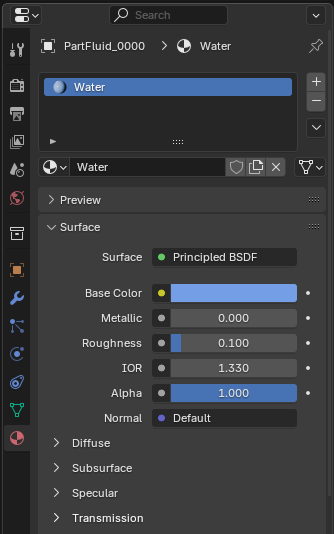 Search
PartFluid_0000 Water
Water
Water
Preview
Surface
Surface Principled BSDF
Base Color
Metallic 0.000
Roughness 0.100
IOR 1.330
Alpha 1.000
Normal Default
Diffuse
Subsurface
Specular
Transmission